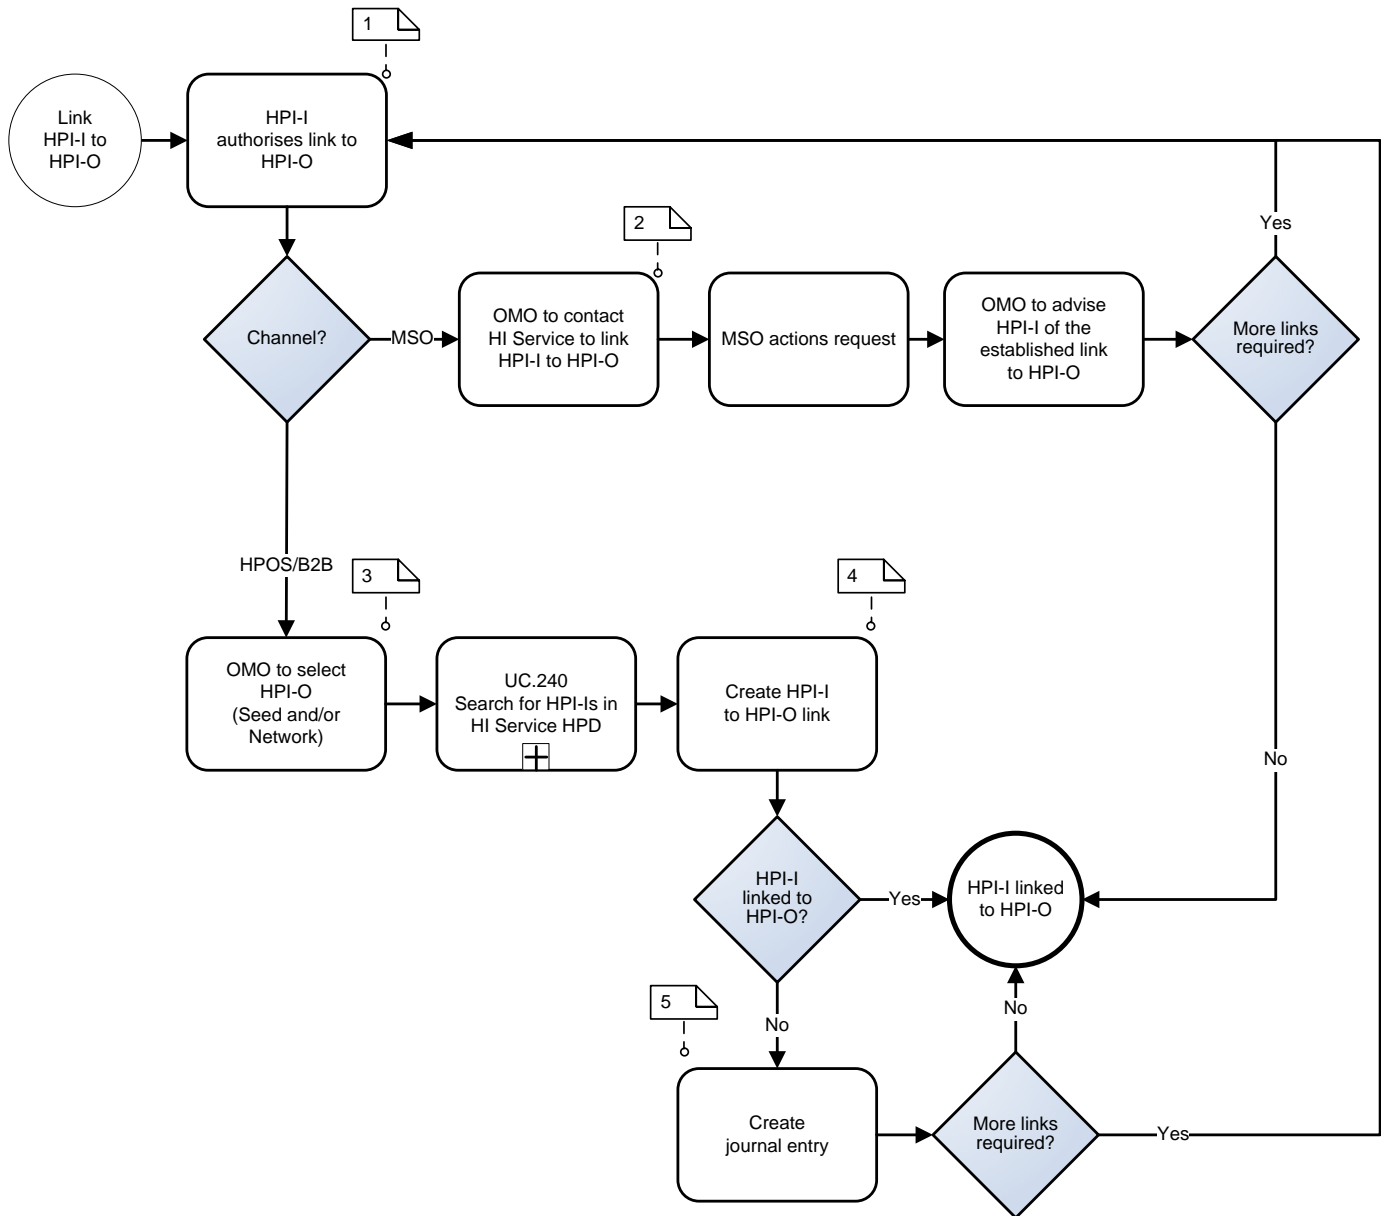 1
Link
HPI-I to
HPI-O
HPI-I
authorises link to
HPI-O
2
Yes
Channel?
MSO
OMO to contact
HI Service to link
HPI-I to HPI-O
MSO actions request
OMO to advise
HPI-I of the
established link
to HPI-O
More links
required?
HPOS/B2B
3
4
OMO to select
HPI-O
(Seed and/or
Network)
UC.240
Search for HPI-Is in
HI Service HPD
Create HPI-I
to HPI-O link
No
HPI-I
linked to
HPI-O?
Yes
HPI-I linked
to HPI-O
5
No
No
Create
journal entry
More links
required?
Yes